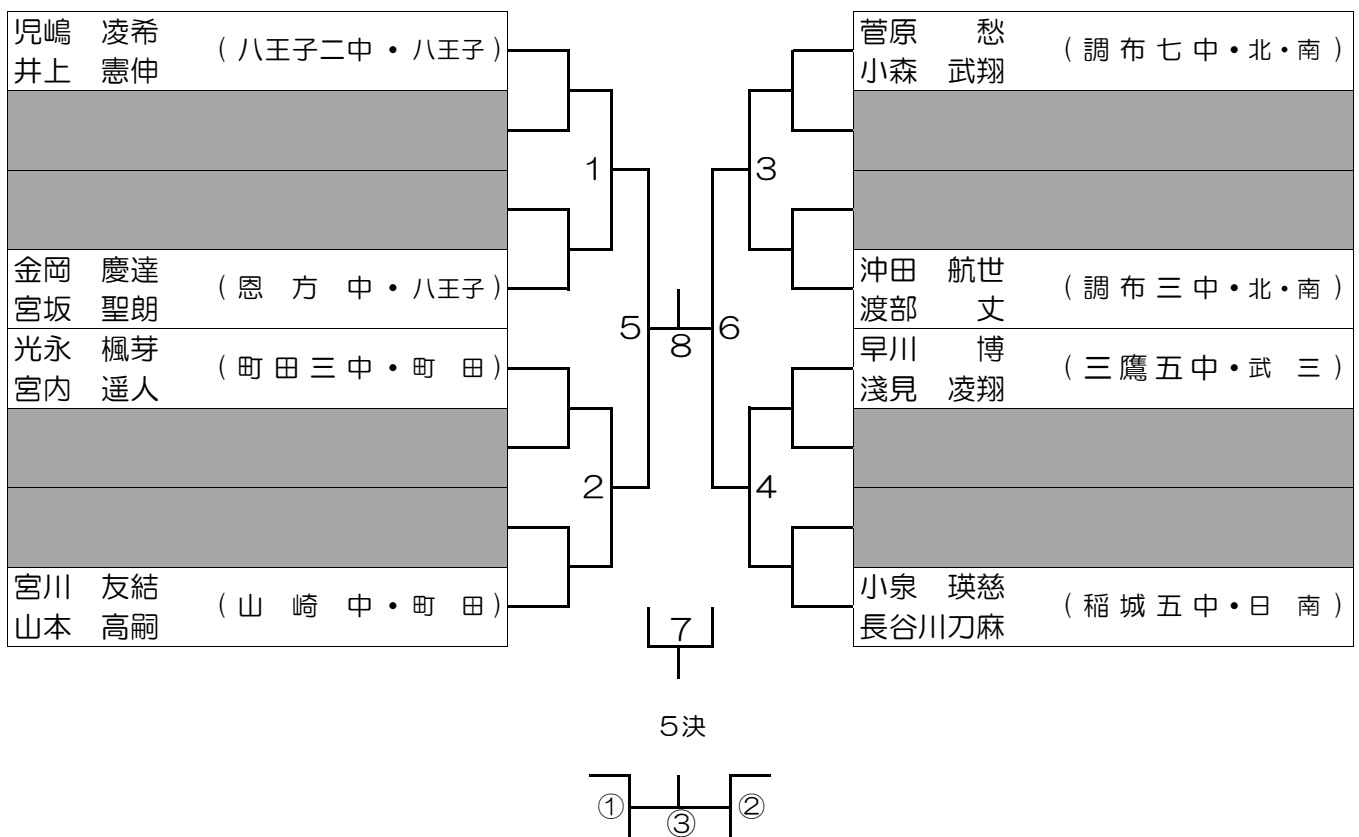 児嶋 凌希
井上 憲伸
(八王子二中・八王子)
金岡 慶達
宮坂 聖朗
(恩方中・八王子)
光永 楓芽
宮内 遥人
(町田三中・町田)
宮川 友結
山本 高嗣
(山崎中・町田)
1
2
5
8
6
3
4
菅原 愁
小森 武翔
(調布七中・北・南)
沖田 航世
渡部 丈
(調布三中・北・南)
早川 博
淺見 凌翔
(三鷹五中・武三)
小泉 瑛慈
長谷川刀麻
(稲城五中・日南)
7
5決
①
③
②